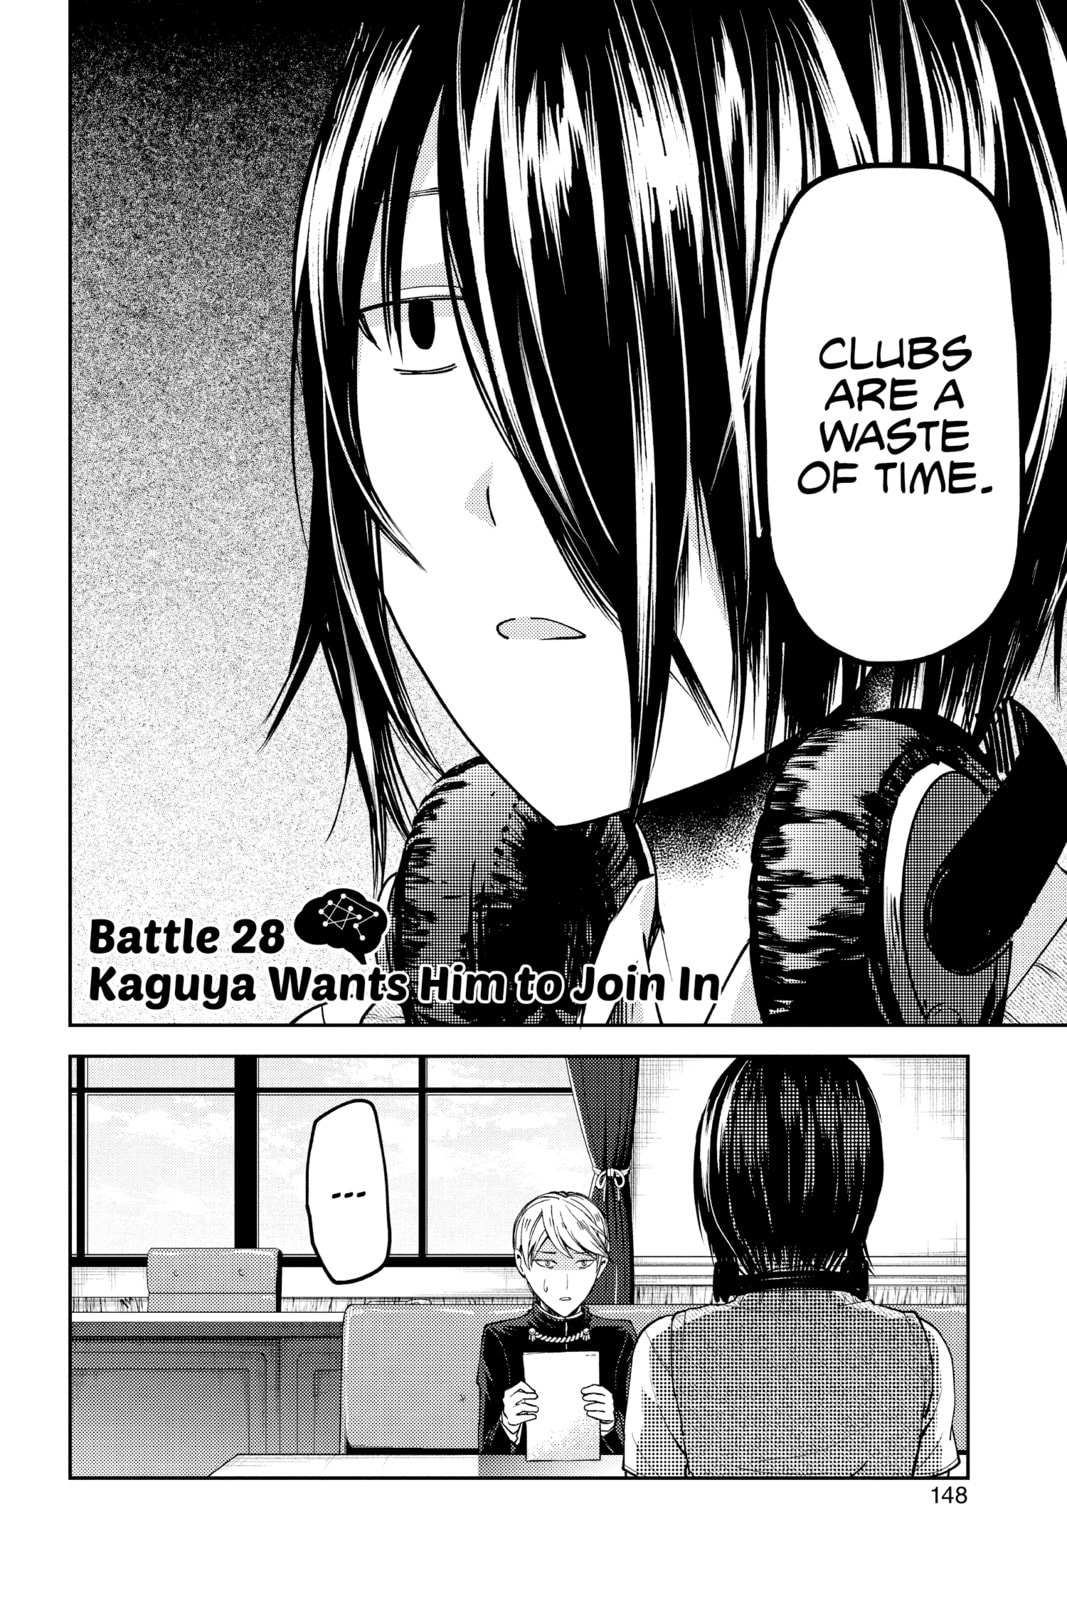 CLUBS
ARE A
WASTE
OF TIME.
Battle 28
Kaguya Wants Him to Join In
---
148